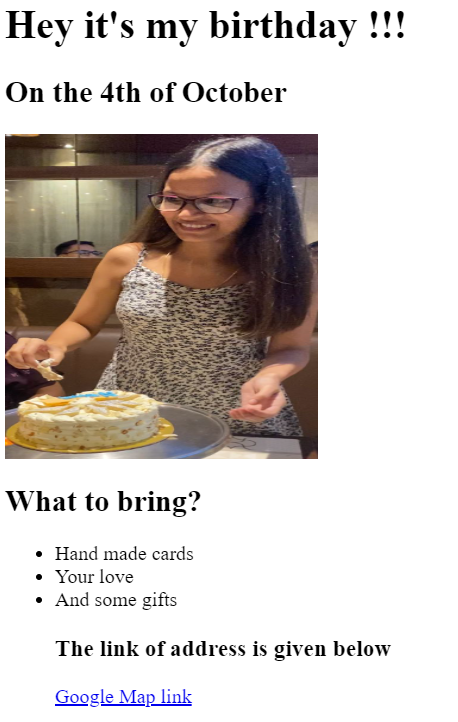 Hey it's my birthday !!!
On the 4th of October
What to bring?
Hand made cards
Your love
And some gifts
The link of address is given below
Google Map link